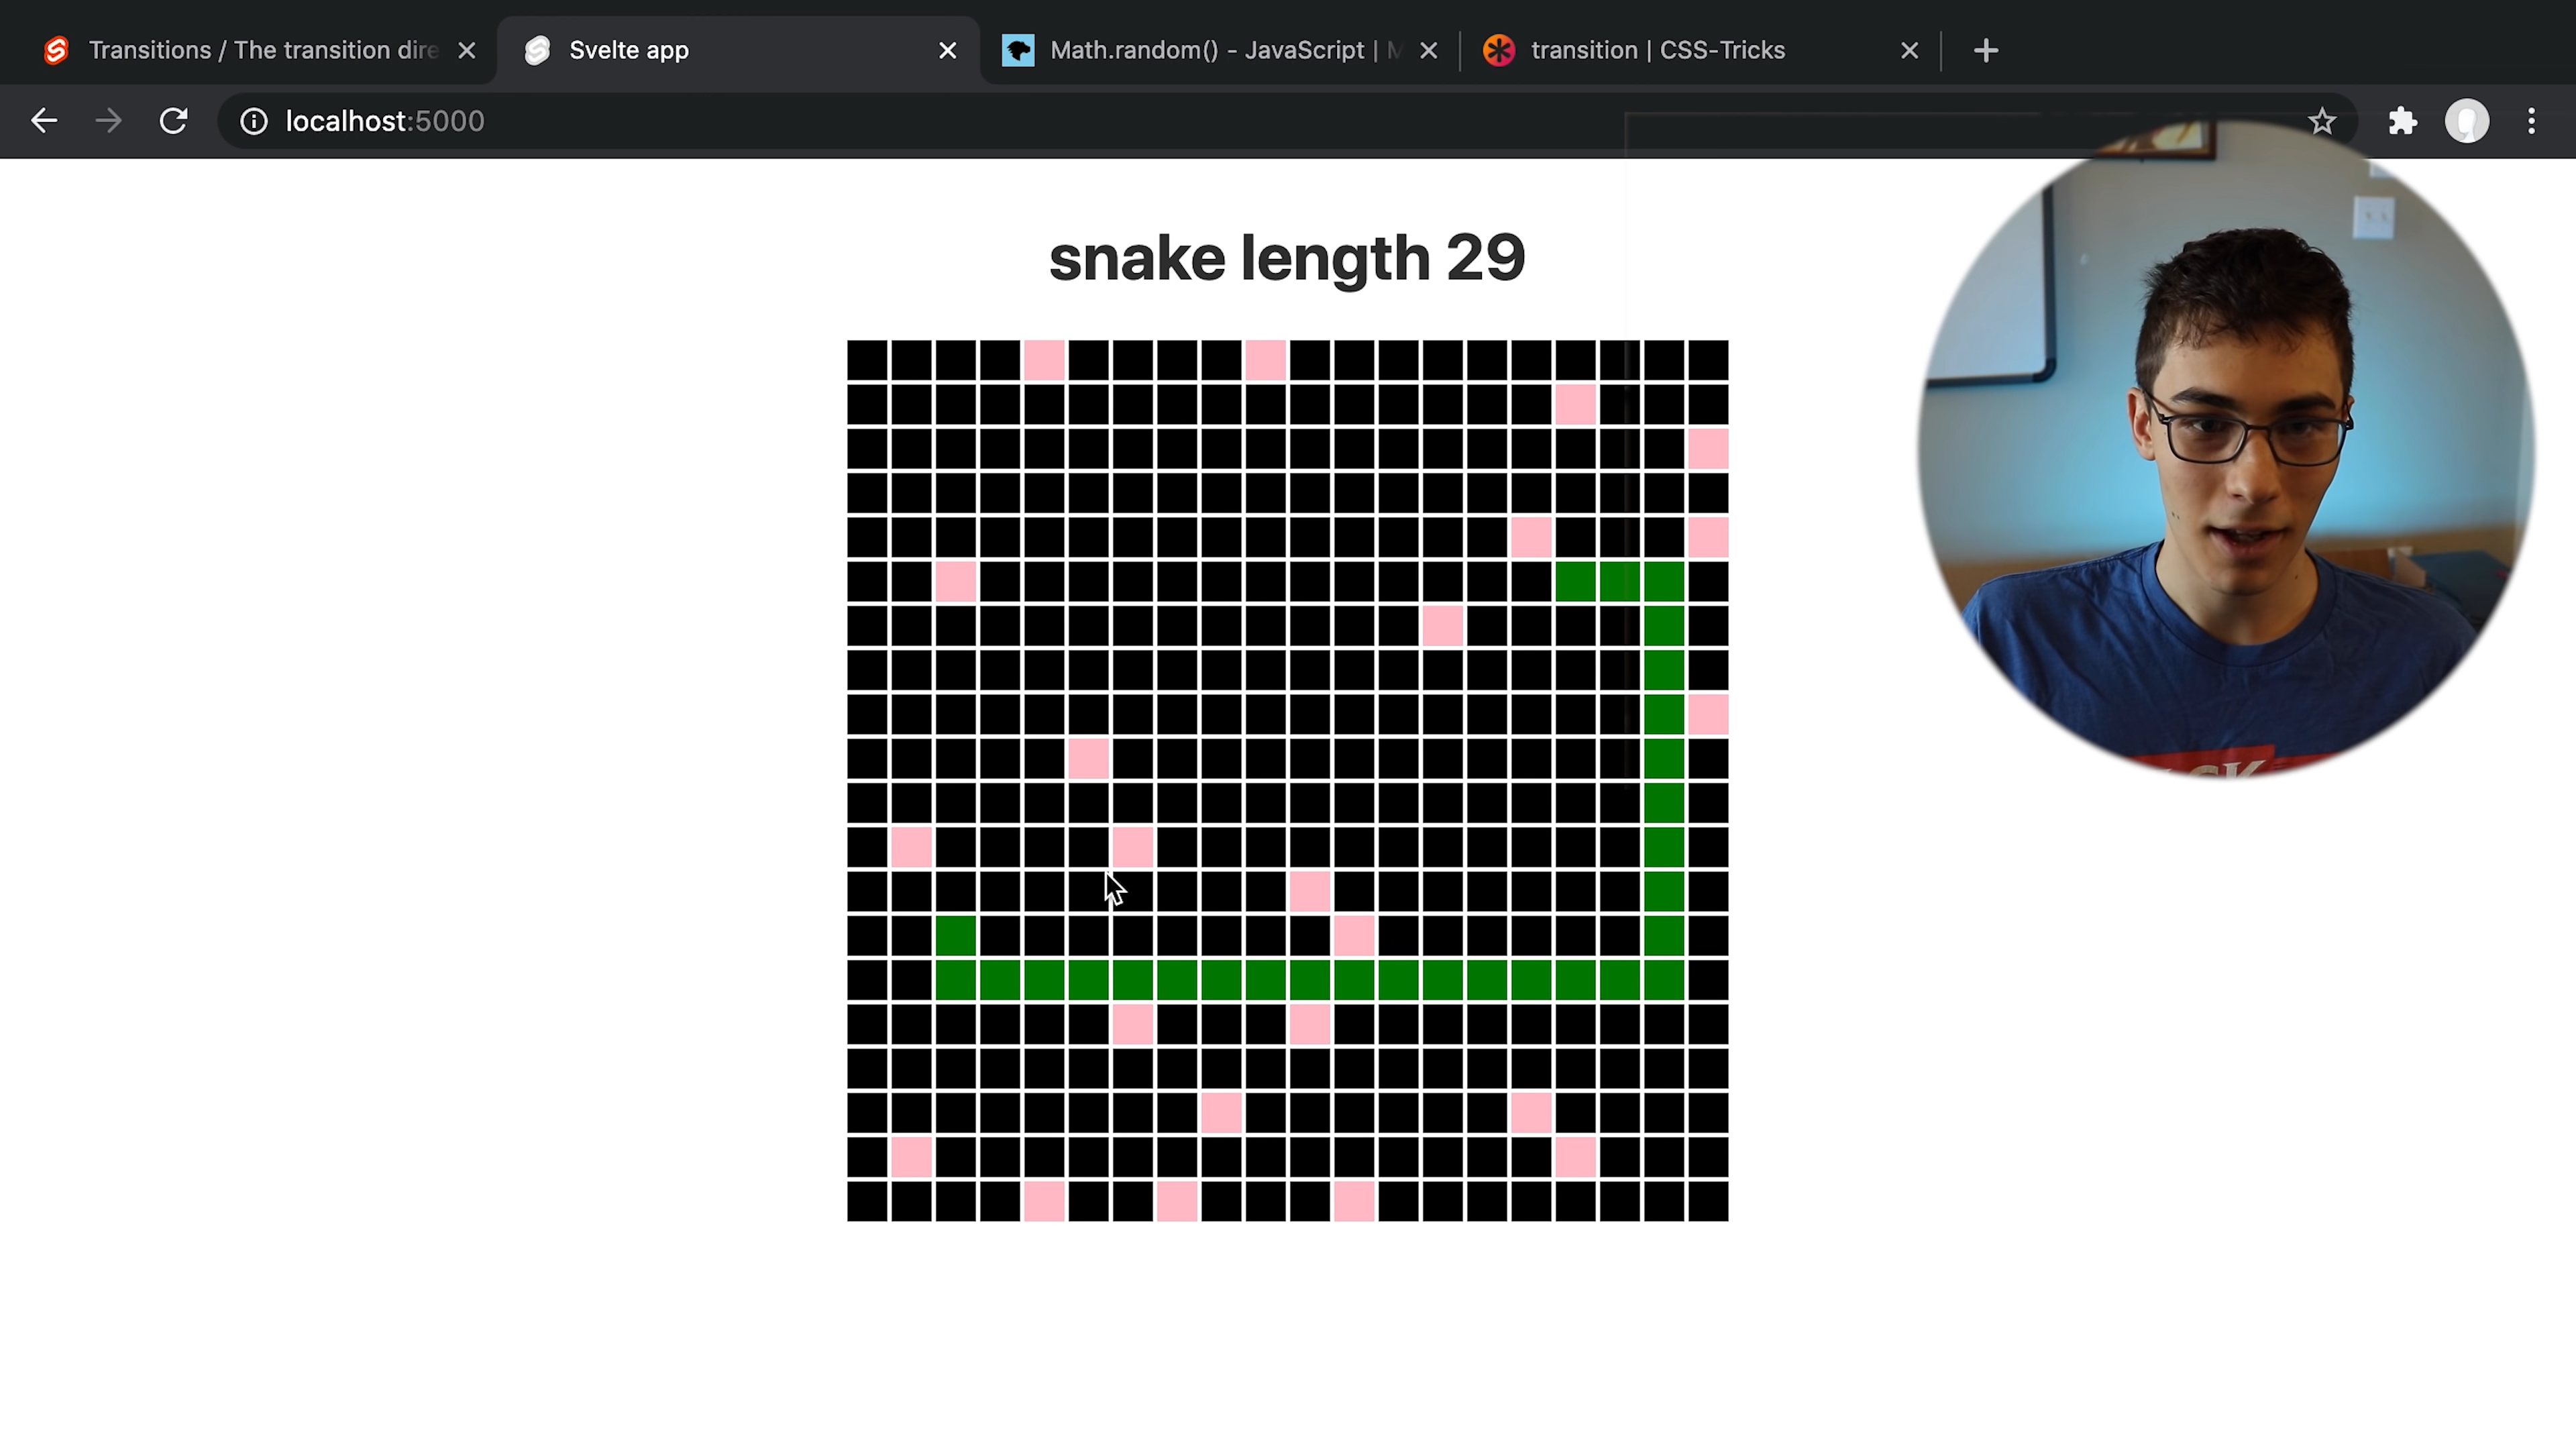 Transitions / The transition dire
Svelte app
Math.random() - JavaScript | M
transition | CSS-Tricks
localhost:5000
snake length 29